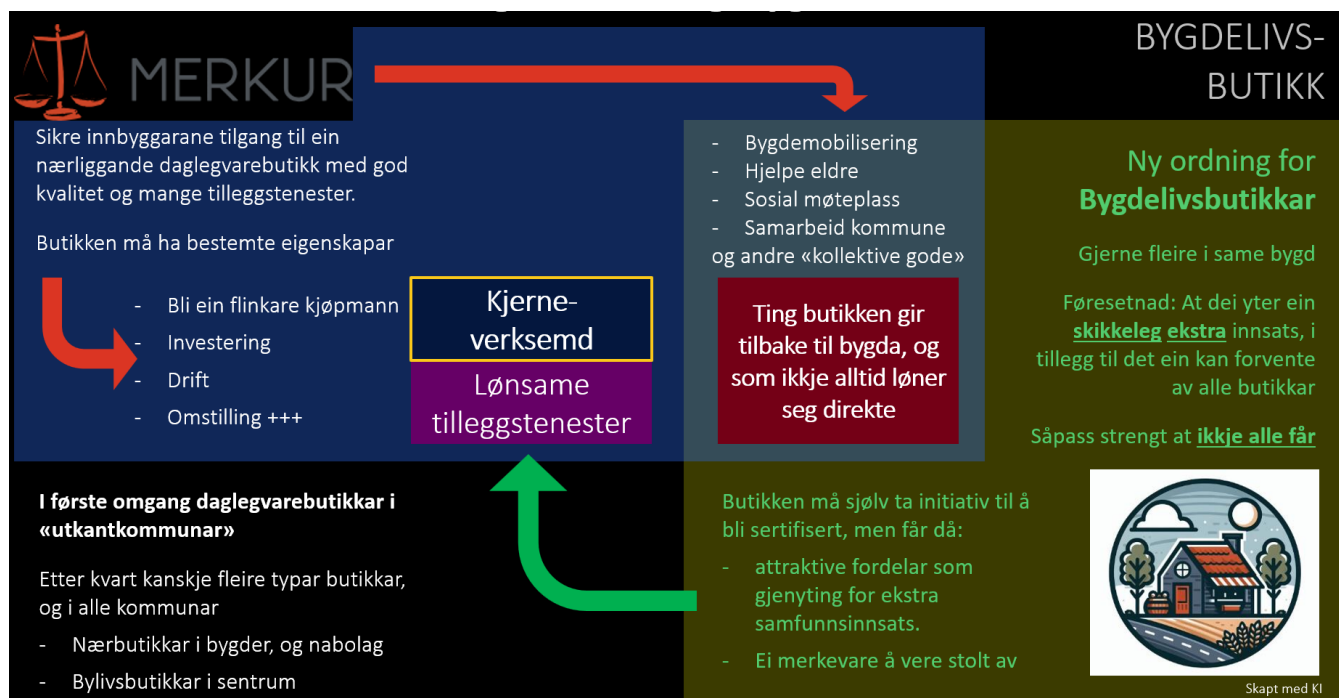 MERKUR
BYGDELIVS-
BUTIKK
Sikre innbyggarane tilgang til ein
nærliggande daglegvarebutikk med god
kvalitet og mange tilleggstenester.
Butikken må ha bestemte eigenskapar
- Bli ein flinkare kjøpmann
- Investering
- Drift
- Omstilling +++
Kjerne-
verksemd
Lønsame
tilleggstenester
- Bygdemobilisering
- Hjelpe eldre
- Sosial møteplass
- Samarbeid kommune
og andre «kollektive gode»
Ting butikken gir
tilbake til bygda, og
som ikkje alltid løner
seg direkte
Ny ordning for
Bygdelivsbutikkar
Gjerne fleire i same bygd
Føresetnad: At dei yter ein
skikkeleg ekstra innsats, i
tillegg til det ein kan forvente
av alle butikkar
Såpass strengt at ikkje alle får
I første omgang daglegvarebutikkar i
«utkantkommunar»
Etter kvart kanskje fleire typar butikkar,
og i alle kommunar
- Nærbutikkar i bygder, og nabolag
- Bylivsbutikkar i sentrum
Butikken må sjølv ta initiativ til å
bli sertifisert, men får då:
- attraktive fordelar som
gjenyting for ekstra
samfunnsinnsats.
- Ei merkevare å vere stolt av
Skapt med KI